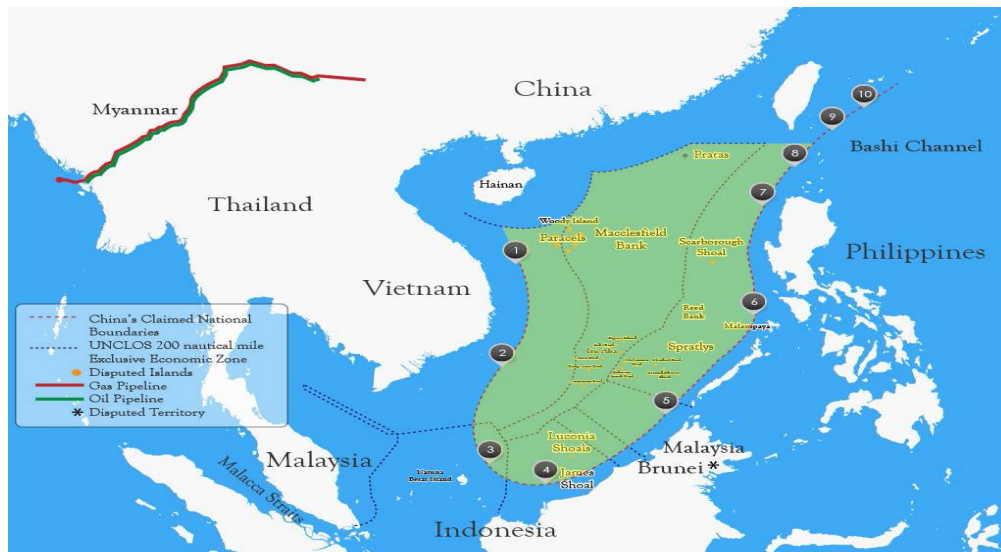 10
China
Myanmar
9
Bashi Channel
8
Pratas
Hainan
7
Thailand
Woody Island
Paracels
Macclesfield
Bank
Scarborough
Shoal
1
Philippines
Vietnam
6
Reed
Bank
Malampaya
China's Claimed National
Boundaries
UNCLOS 200 nautical mile
Exclusive Economic Zone
Disputed Islands
Gas Pipeline
Oil Pipeline
Disputed Territory
2
Spratlys
Itu Aba
5
Luconia
Shoals
3
4
James
Shoal
Malaysia
Brunei
Malaysia
Malacca Straits
Indonesia